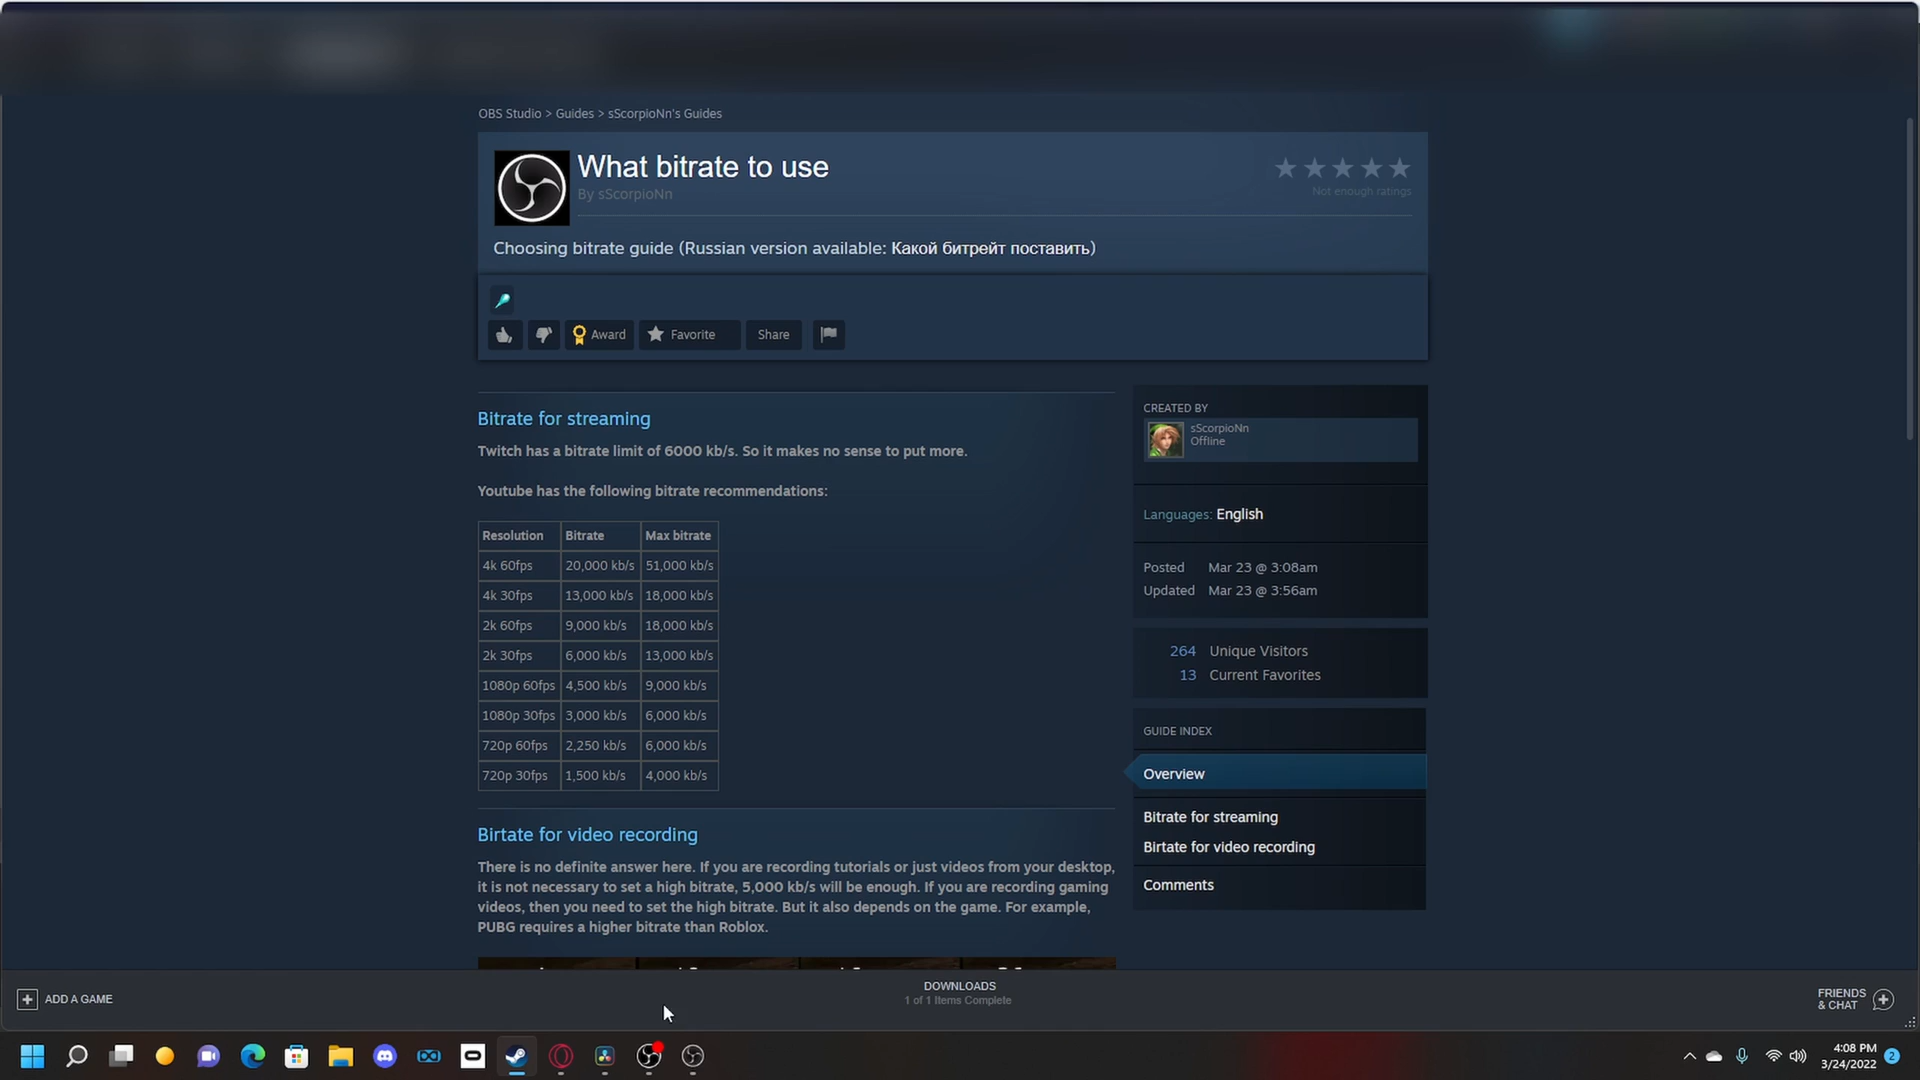 OBS Studio > Guides > sScorpioNn's Guides
What bitrate to use
By sScorpioNn
Not enough ratings
Choosing bitrate guide (Russian version available: Какой битрейт поставить)
Award
Favorite
Share
Bitrate for streaming
Twitch has a bitrate limit of 6000 kb/s. So it makes no sense to put more.
Youtube has the following bitrate recommendations:
Resolution Bitrate Max bitrate
4k 60fps 20,000 kb/s 51,000 kb/s
4k 30fps 13,000 kb/s 18,000 kb/s
2k 60fps 9,000 kb/s 18,000 kb/s
2k 30fps 6,000 kb/s 13,000 kb/s
1080p 60fps 4,500 kb/s 9,000 kb/s
1080p 30fps 3,000 kb/s 6,000 kb/s
720p 60fps 2,250 kb/s 6,000 kb/s
720p 30fps 1,500 kb/s 4,000 kb/s
Birtate for video recording
There is no definite answer here. If you are recording tutorials or just videos from your desktop,
it is not necessary to set a high bitrate, 5,000 kb/s will be enough. If you are recording gaming
videos, then you need to set the high bitrate. But it also depends on the game. For example,
PUBG requires a higher bitrate than Roblox.
CREATED BY
sScorpioNn
Offline
Languages: English
Posted Mar 23 @ 3:08am
Updated Mar 23 @ 3:56am
264 Unique Visitors
13 Current Favorites
GUIDE INDEX
Overview
Bitrate for streaming
Birtate for video recording
Comments
ADD A GAME
DOWNLOADS
1 of 1 Items Complete
FRIENDS
& CHAT
4:08 PM
3/24/2022
2